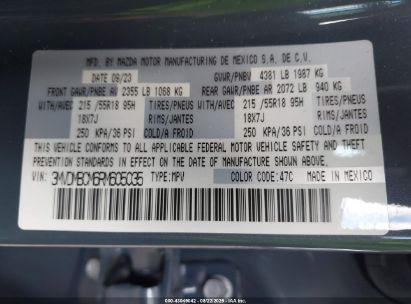 MFD. BY MAZDA MOTOR MANUFACTURING DE MEXICO S.A. DE C.V.
DATE 09/23 GVWR/PNBV 4381 LB 1987 KG
FRONT GAWR/PNBE AV 2355 LB 1068 KG REAR GAWR/PNBE AR 2072 LB 940 KG
WITH/AVEC 215 /55R18 95H TIRES/PNEUS 215 /55R18 95H TIRES/PNEUS
18X7J RIMS/JANTES 18X7J RIMS/JANTES
250 KPA/36 PSI COLD/A FROID 250 KPA/36 PSI COLD/A FROID
THIS VEHICLE CONFORMS TO ALL APPLICABLE FEDERAL MOTOR VEHICLE SAFETY AND THEFT
PREVENTION STANDARDS IN EFFECT ON THE DATE OF MANUFACTURE SHOWN ABOVE.
VIN: 3MVDMBCM6RM605035 TYPE: MPV COLOR CODE: 47C MADE IN MEXICO